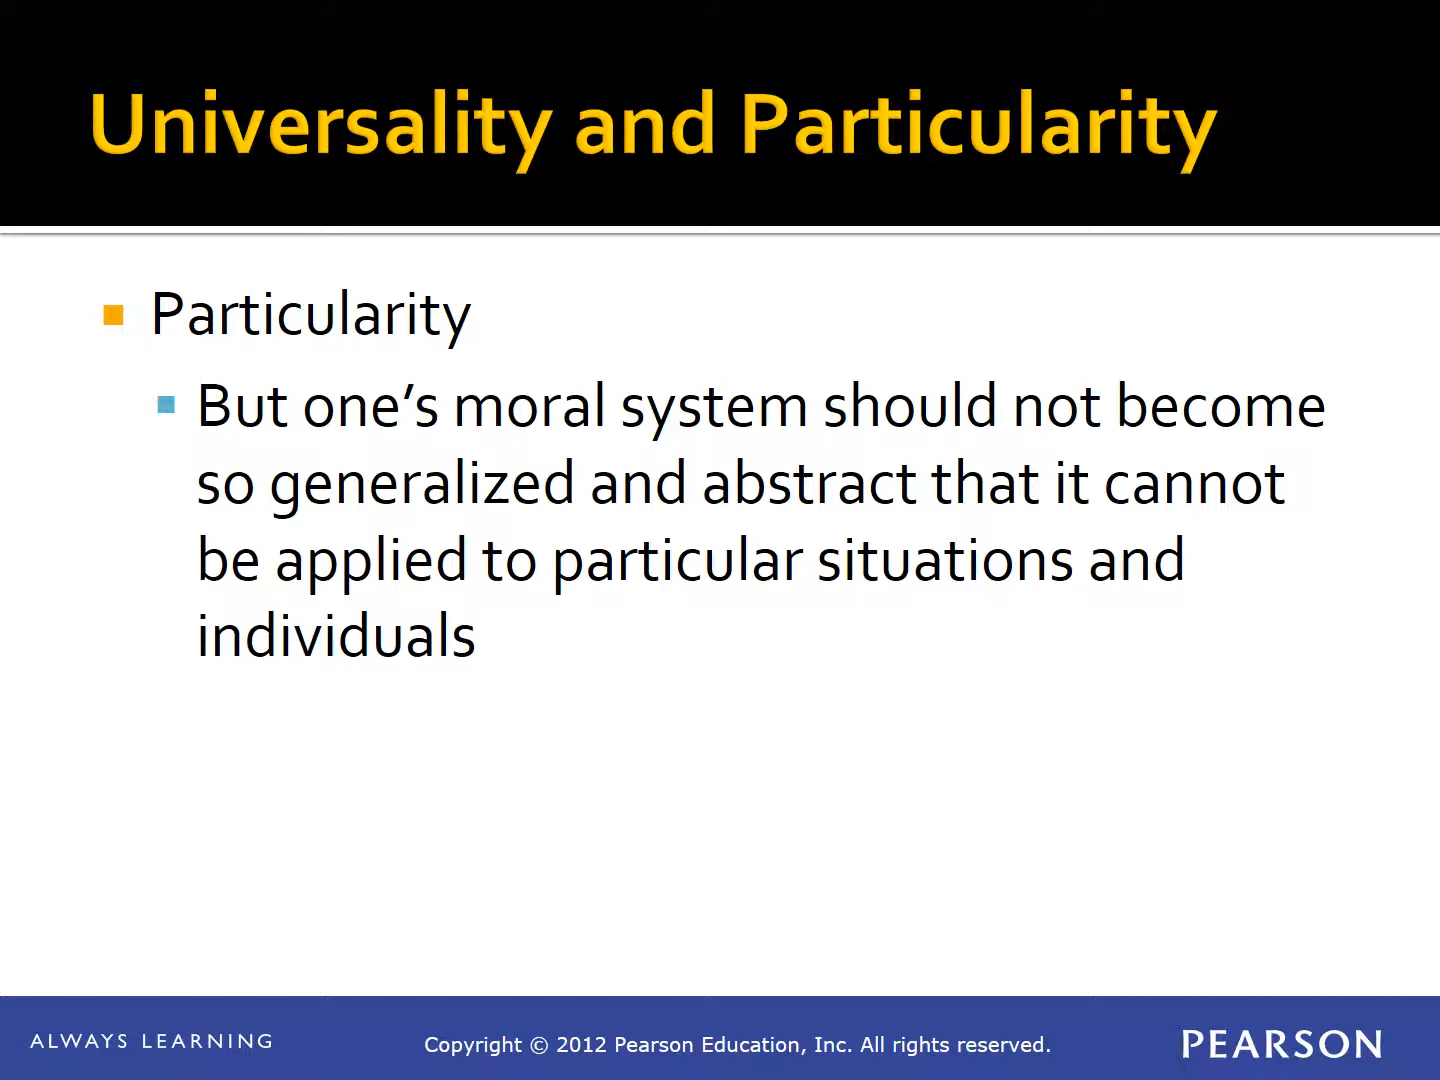 Universality and Particularity
Particularity
But one’s moral system should not become
so generalized and abstract that it cannot
be applied to particular situations and
individuals
ALWAYS LEARNING
Copyright © 2012 Pearson Education, Inc. All rights reserved.
PEARSON